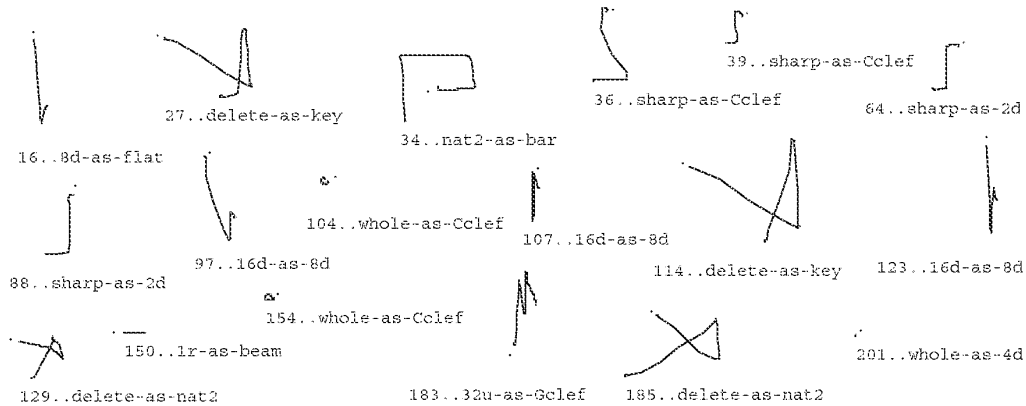 39..sharp-as-Cclef
36..sharp-as-Cclef
27..delete-as-key
64..sharp-as-2d
34..nat2-as-bar
16..8d-as-flat
104..whole-as-Cclef
107..16d-as-8d
97..16d-as-8d
114..delete-as-key
123..16d-as-8d
88..sharp-as-2d
154..whole-as-Cclef
150..1r-as-beam
201..whole-as-4d
129..delete-as-nat2
183..32u-as-Gclef
185..delete-as-nat2